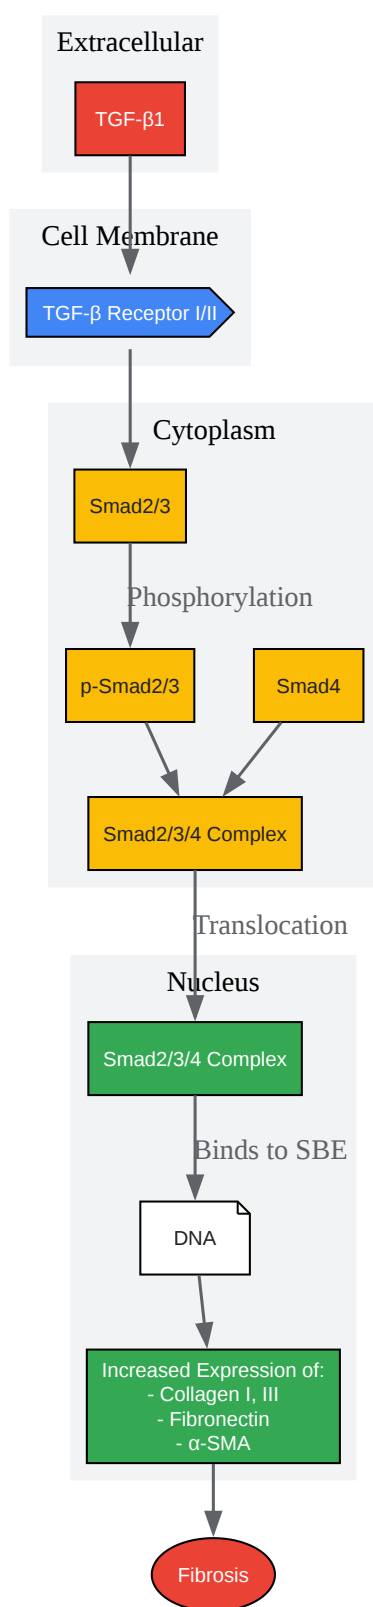 Extracellular
TGF-β1
Cell Membrane
TGF-β Receptor I/II
Cytoplasm
Smad2/3
Phosphorylation
p-Smad2/3
Smad4
Smad2/3/4 Complex
Translocation
Nucleus
Smad2/3/4 Complex
Binds to SBE
DNA
Increased Expression of:
- Collagen I, III
- Fibronectin
- α-SMA
Fibrosis